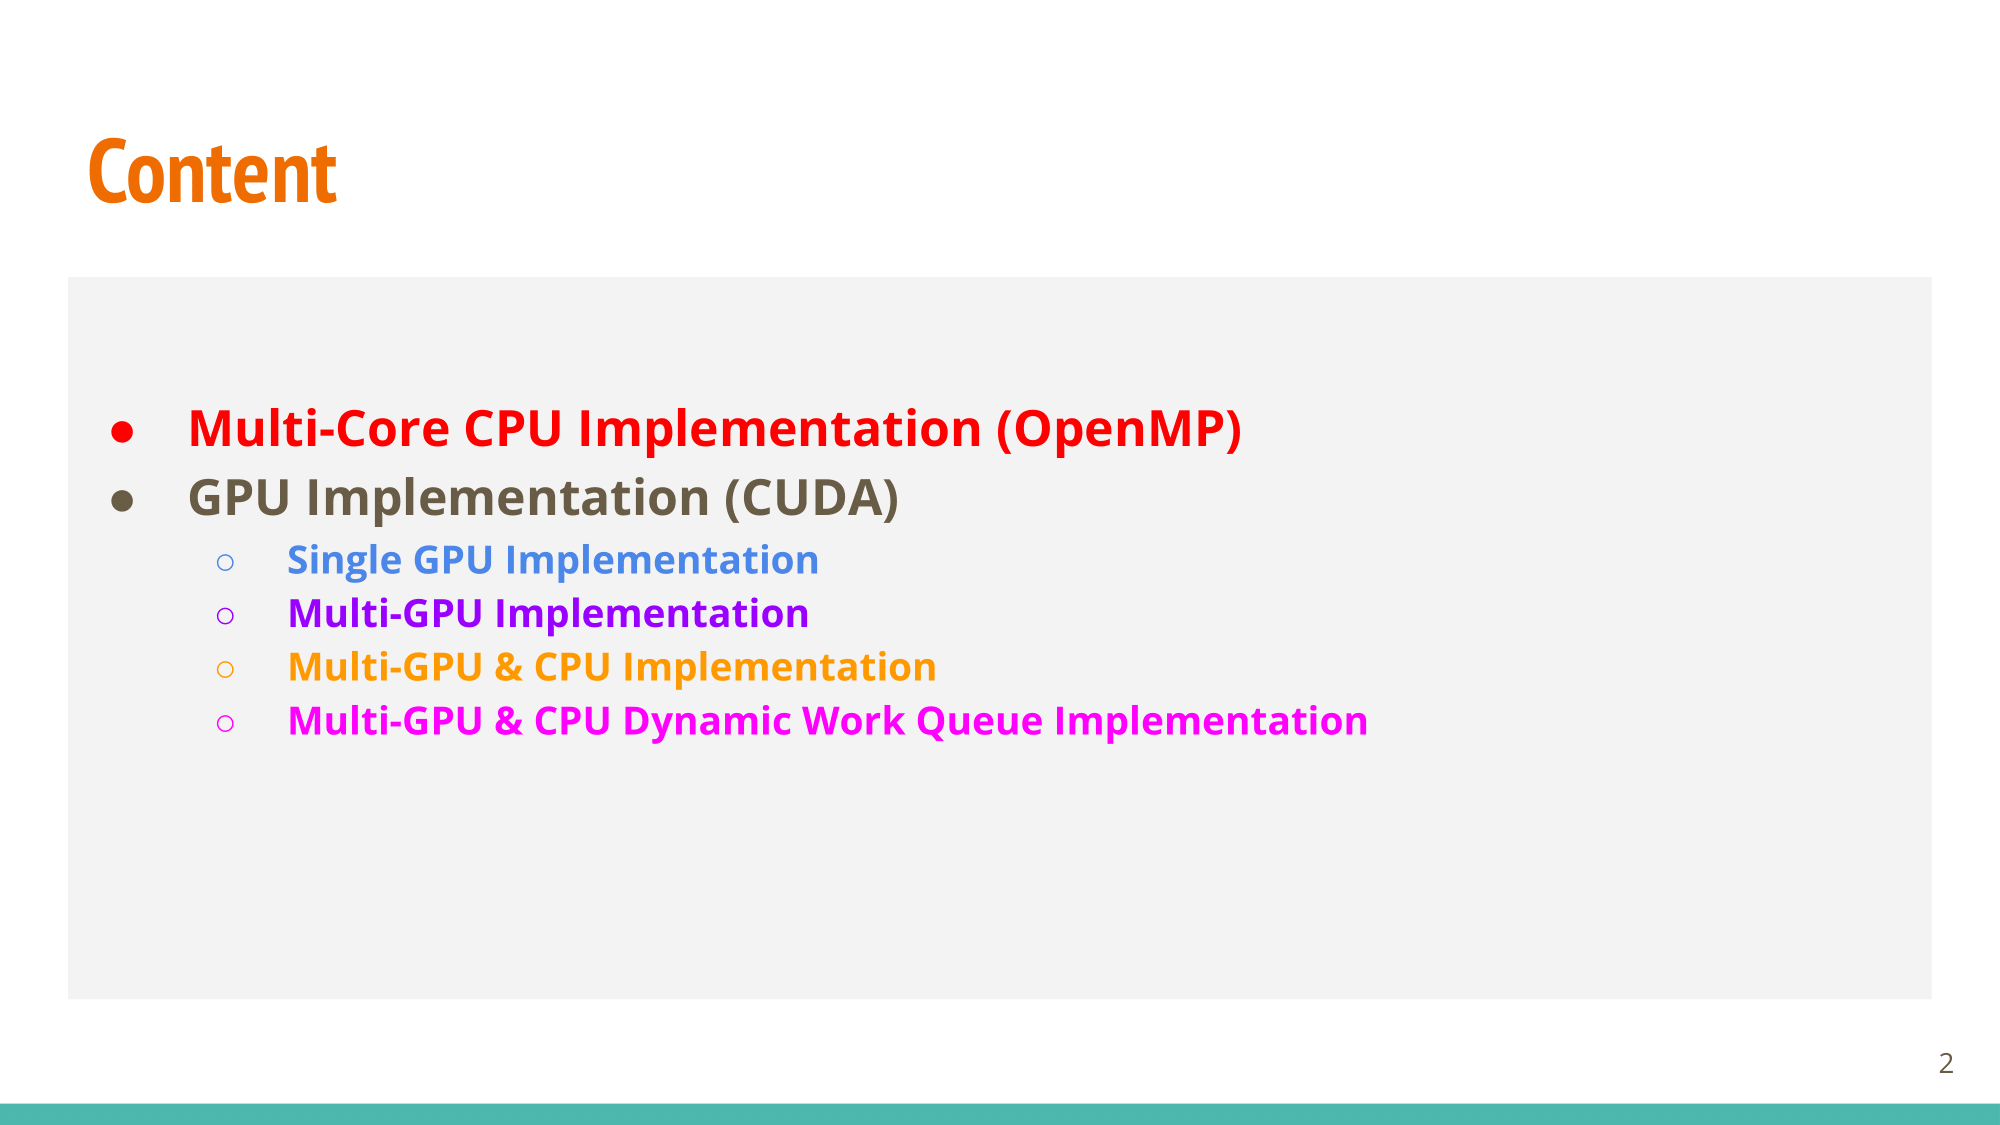 Content
● Multi-Core CPU Implementation (OpenMP)
● GPU Implementation (CUDA)
○ Single GPU Implementation
○ Multi-GPU Implementation
○ Multi-GPU & CPU Implementation
○ Multi-GPU & CPU Dynamic Work Queue Implementation
2